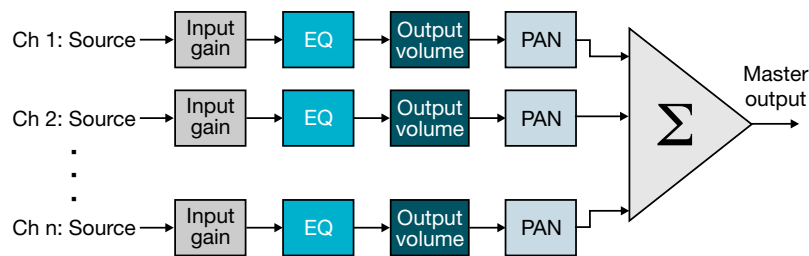 Ch 1: Source
Input
gain
EQ
Output
volume
PAN
Ch 2: Source
Input
gain
EQ
Output
volume
PAN
Ch n: Source
Input
gain
EQ
Output
volume
PAN
Σ
Master
output